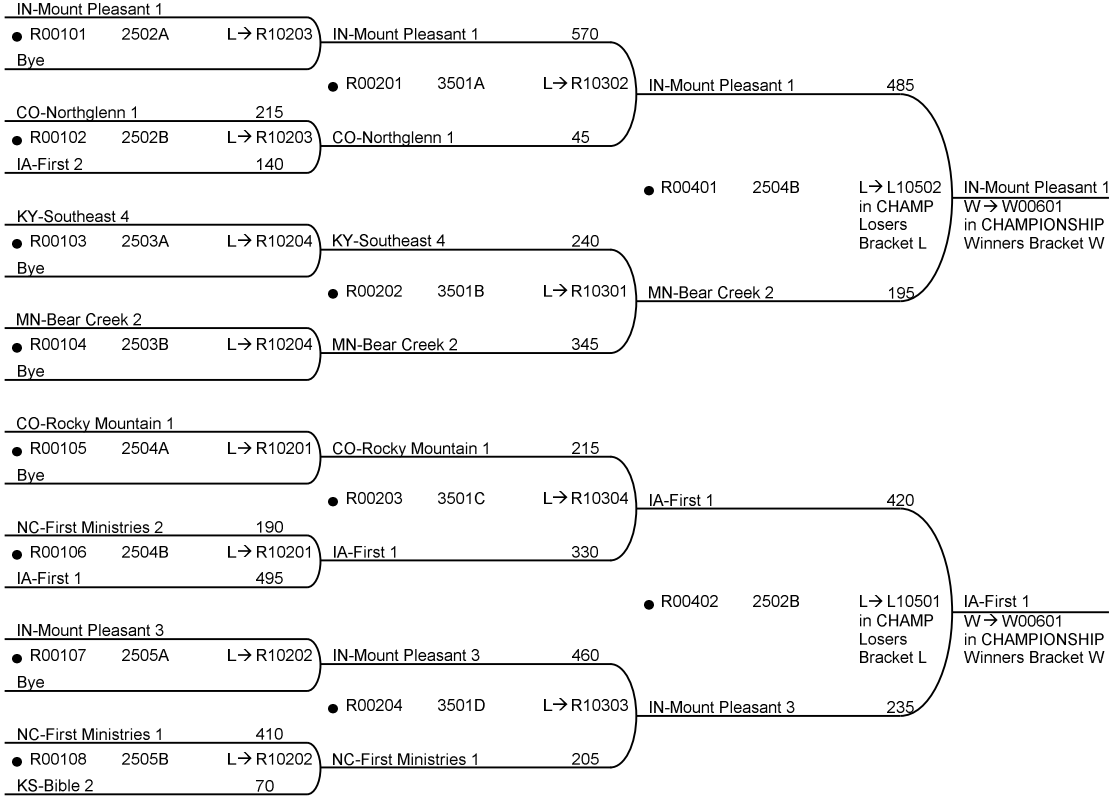 IN-Mount Pleasant 1
R00101 2502A L→R10203
Bye
CO-Northglenn 1 215
R00102 2502B L→R10203
IA-First 2 140
KY-Southeast 4
R00103 2503A L→R10204
Bye
MN-Bear Creek 2
R00104 2503B L→R10204
Bye
CO-Rocky Mountain 1
R00105 2504A L→R10201
Bye
NC-First Ministries 2 190
R00106 2504B L→R10201
IA-First 1 495
IN-Mount Pleasant 3
R00107 2505A L→R10202
Bye
NC-First Ministries 1 410
R00108 2505B L→R10202
KS-Bible 2 70
IN-Mount Pleasant 1 570
R00201 3501A L→R10302
CO-Northglenn 1 45
KY-Southeast 4 240
R00202 3501B L→R10301
MN-Bear Creek 2 345
CO-Rocky Mountain 1 215
R00203 3501C L→R10304
IA-First 1 330
IN-Mount Pleasant 3 460
R00204 3501D L→R10303
NC-First Ministries 1 205
IN-Mount Pleasant 1 485
R00401 2504B L→L10502
in CHAMP
Losers
Bracket L
MN-Bear Creek 2 195
IA-First 1 420
R00402 2502B L→L10501
in CHAMP
Losers
Bracket L
IN-Mount Pleasant 3 235
IN-Mount Pleasant 1
W→W00601
in CHAMPIONSHIP
Winners Bracket W
IA-First 1
W→W00601
in CHAMPIONSHIP
Winners Bracket W